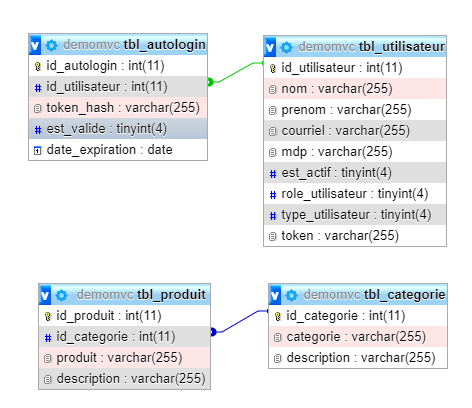 demomvc tbl_autologin
id_autologin : int(11)
id_utilisateur : int(11)
token_hash : varchar(255)
est_valide : tinyint(4)
date_expiration : date
demomvc tbl_utilisateur
id_utilisateur : int(11)
nom : varchar(255)
prenom : varchar(255)
courriel : varchar(255)
mdp : varchar(255)
est_actif : tinyint(4)
role_utilisateur : tinyint(4)
type_utilisateur : tinyint(4)
token : varchar(255)
demomvc tbl_produit
id_produit : int(11)
id_categorie : int(11)
produit : varchar(255)
description : varchar(255)
demomvc tbl_categorie
id_categorie : int(11)
categorie : varchar(255)
description : varchar(255)